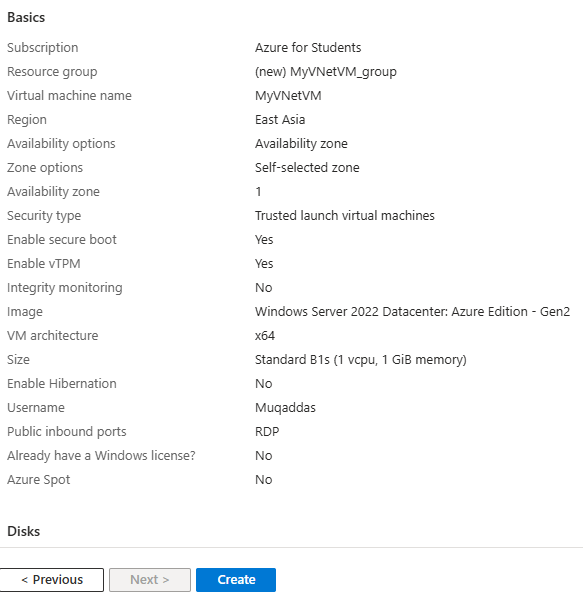 Basics
Subscription Azure for Students
Resource group (new) MyVNetVM_group
Virtual machine name MyVNetVM
Region East Asia
Availability options Availability zone
Zone options Self-selected zone
Availability zone 1
Security type Trusted launch virtual machines
Enable secure boot Yes
Enable vTPM Yes
Integrity monitoring No
Image Windows Server 2022 Datacenter: Azure Edition - Gen2
VM architecture x64
Size Standard B1s (1 vcpu, 1 GiB memory)
Enable Hibernation No
Username Muqaddas
Public inbound ports RDP
Already have a Windows license? No
Azure Spot No
Disks
< Previous Next > Create